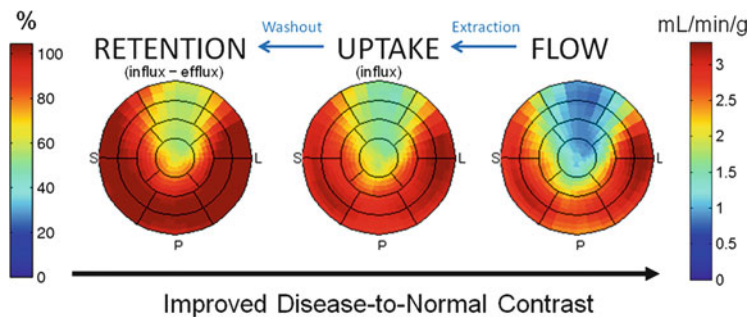 %
100
80
60
40
20
0
Washout
Extraction
RETENTION
(influx – efflux)
UPTAKE
(influx)
FLOW
mL/min/g
3
2.5
2
1.5
1
0.5
0
S
P
P
L
P
Improved Disease-to-Normal Contrast